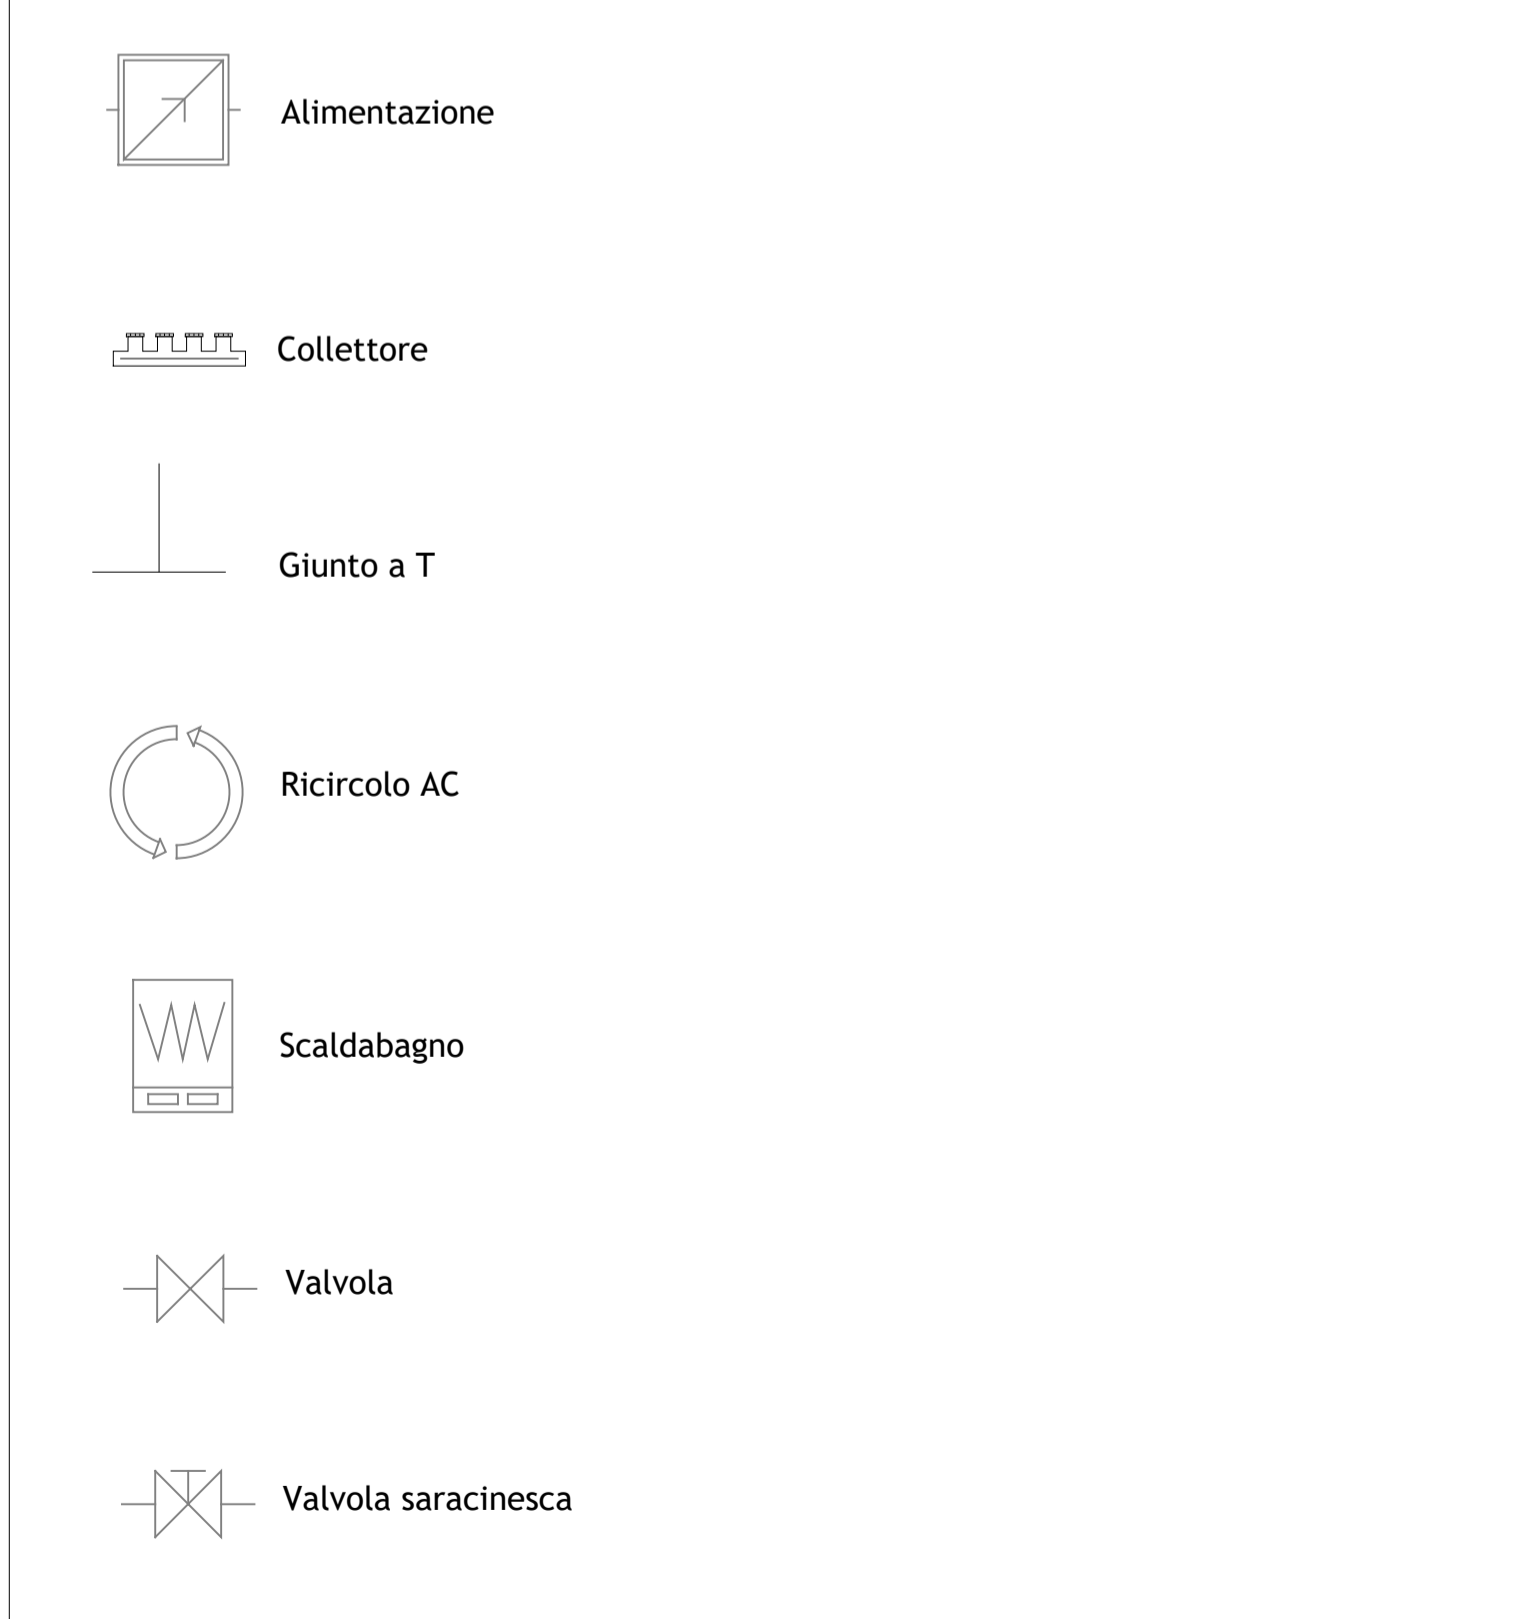 Alimentazione
Collettore
Giunto a T
Ricircolo AC
Scaldabagno
Valvola
Valvola saracinesca